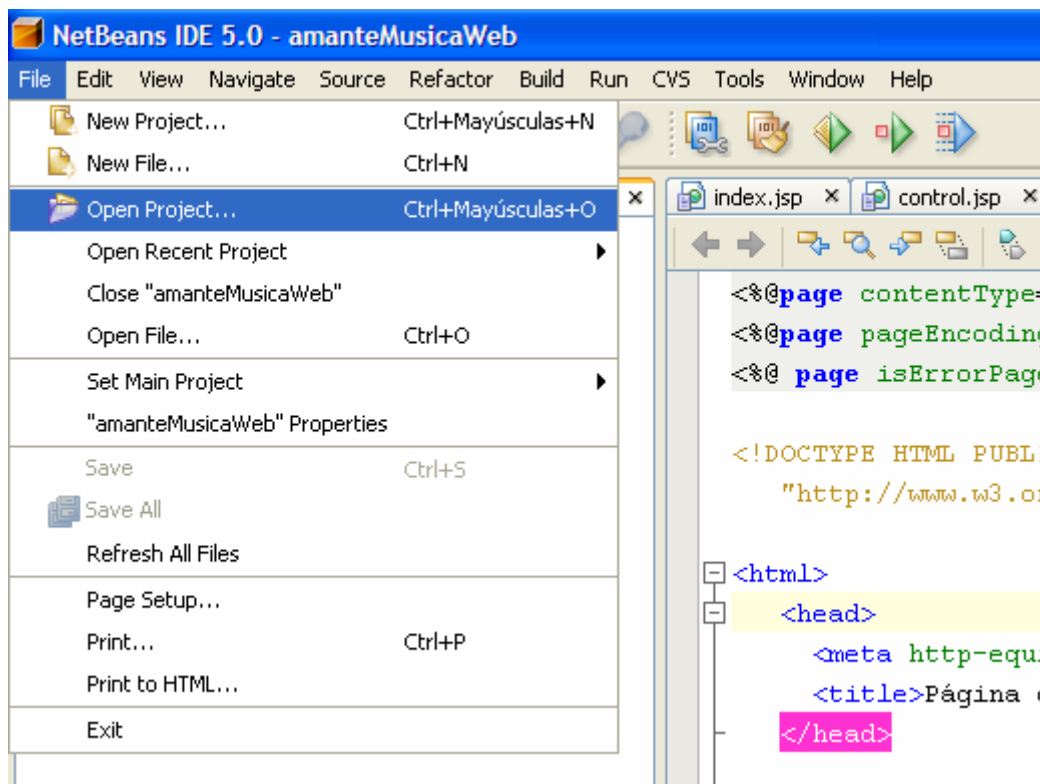 NetBeans IDE 5.0 - amanteMusicaWeb
File Edit View Navigate Source Refactor Build Run CVS Tools Window Help
New Project... Ctrl+Mayúsculas+N
New File... Ctrl+N
Open Project... Ctrl+Mayúsculas+O
Open Recent Project
Close "amanteMusicaWeb"
Open File... Ctrl+O
Set Main Project
"amanteMusicaWeb" Properties
Save Ctrl+S
Save All
Refresh All Files
Page Setup...
Print... Ctrl+P
Print to HTML...
Exit
index.jsp control.jsp
<%@page contentType=
<%@page pageEncoding
<%@ page isErrorPage
<!DOCTYPE HTML PUBL
"http://www.w3.or
<html>
<head>
<meta http-equi
<title>Página
</head>